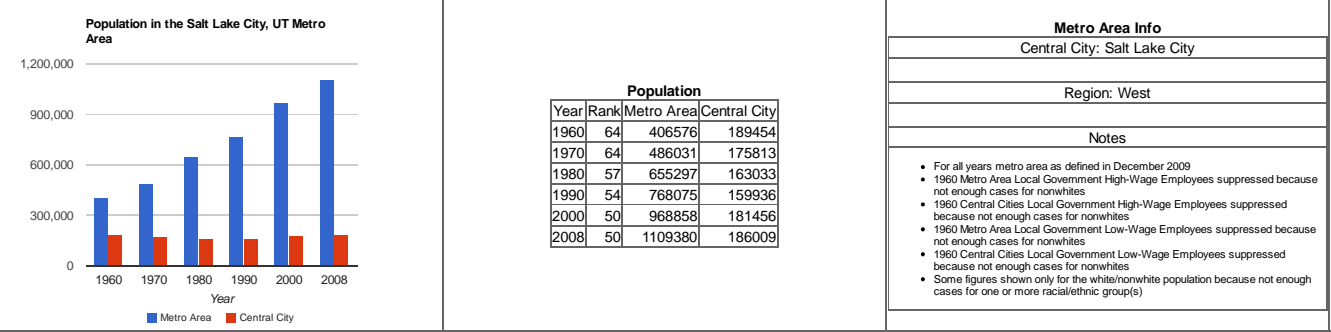 Population in the Salt Lake City, UT Metro
Area
1,200,000
900,000
600,000
300,000
0
1960 1970 1980 1990 2000 2008
Year
Metro Area Central City
Population
Year Rank Metro Area Central City
1960 64 406576 189454
1970 64 486031 175813
1980 57 655297 163033
1990 54 768075 159936
2000 50 968858 181456
2008 50 1109380 186009
Metro Area Info
Central City: Salt Lake City
Region: West
Notes
• For all years metro area as defined in December 2009
• 1960 Metro Area Local Government High-Wage Employees suppressed because
not enough cases for nonwhites
• 1960 Central Cities Local Government High-Wage Employees suppressed
because not enough cases for nonwhites
• 1960 Metro Area Local Government Low-Wage Employees suppressed because
not enough cases for nonwhites
• 1960 Central Cities Local Government Low-Wage Employees suppressed
because not enough cases for nonwhites
• Some figures shown only for the white/nonwhite population because not enough
cases for one or more racial/ethnic group(s)